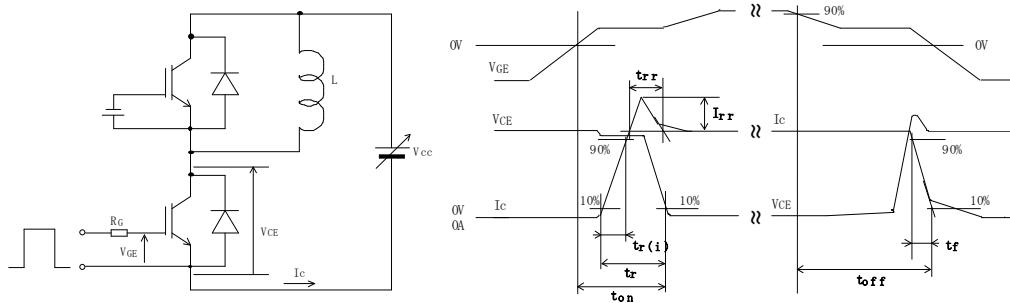 L
Vcc
RG
VGE
VCE
Ic
90%
0V
0V
VGE
trr
Irr
VCE
Ic
90%
90%
10%
10%
10%
0V
0A
Ic
VCE
tr(i)
tr
ton
tf
toff